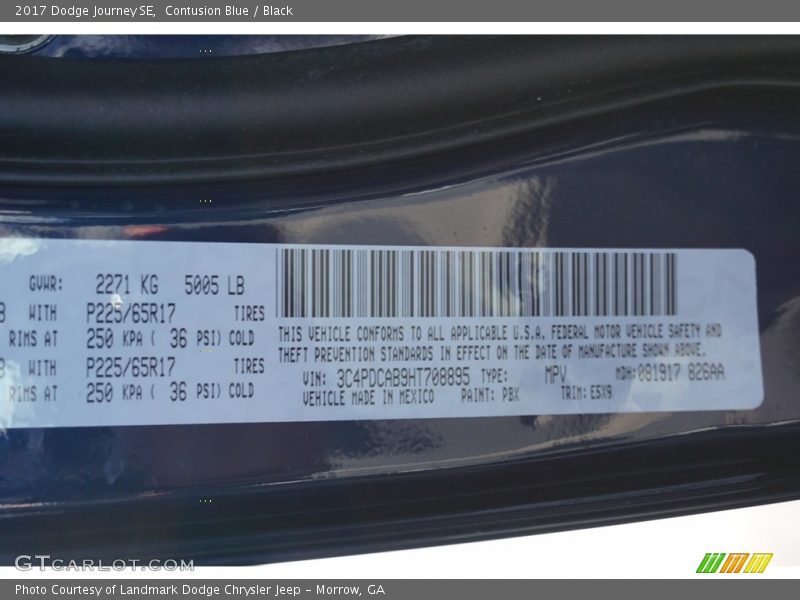 2017 Dodge Journey SE, Contusion Blue / Black
GVWR: 2271 KG 5005 LB
WITH P225/65R17 TIRES
RIMS AT 250 KPA ( 36 PSI) COLD
WITH P225/65R17 TIRES
RIMS AT 250 KPA ( 36 PSI) COLD
THIS VEHICLE CONFORMS TO ALL APPLICABLE U.S.A. FEDERAL MOTOR VEHICLE SAFETY AND
THEFT PREVENTION STANDARDS IN EFFECT ON THE DATE OF MANUFACTURE SHOWN ABOVE.
VIN: 3C4PDCAB9HT708895 TYPE: MPV MDH:081917 826AA
VEHICLE MADE IN MEXICO PAINT: PBX TRIM: E5X9
GTCARLOT.COM
Photo Courtesy of Landmark Dodge Chrysler Jeep – Morrow, GA